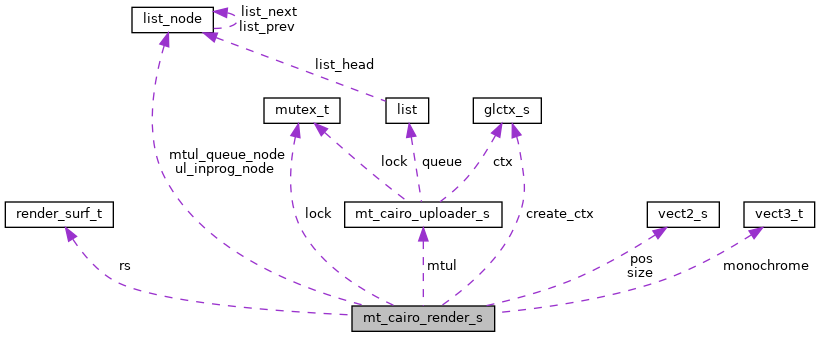 list_node
list_next
list_prev
list_head
mutex_t
list
glctx_s
mtul_queue_node
ul_inprog_node
lock
queue
ctx
render_surf_t
lock
mt_cairo_uploader_s
create_ctx
vect2_s
vect3_t
rs
mtul
pos
size
monochrome
mt_cairo_render_s